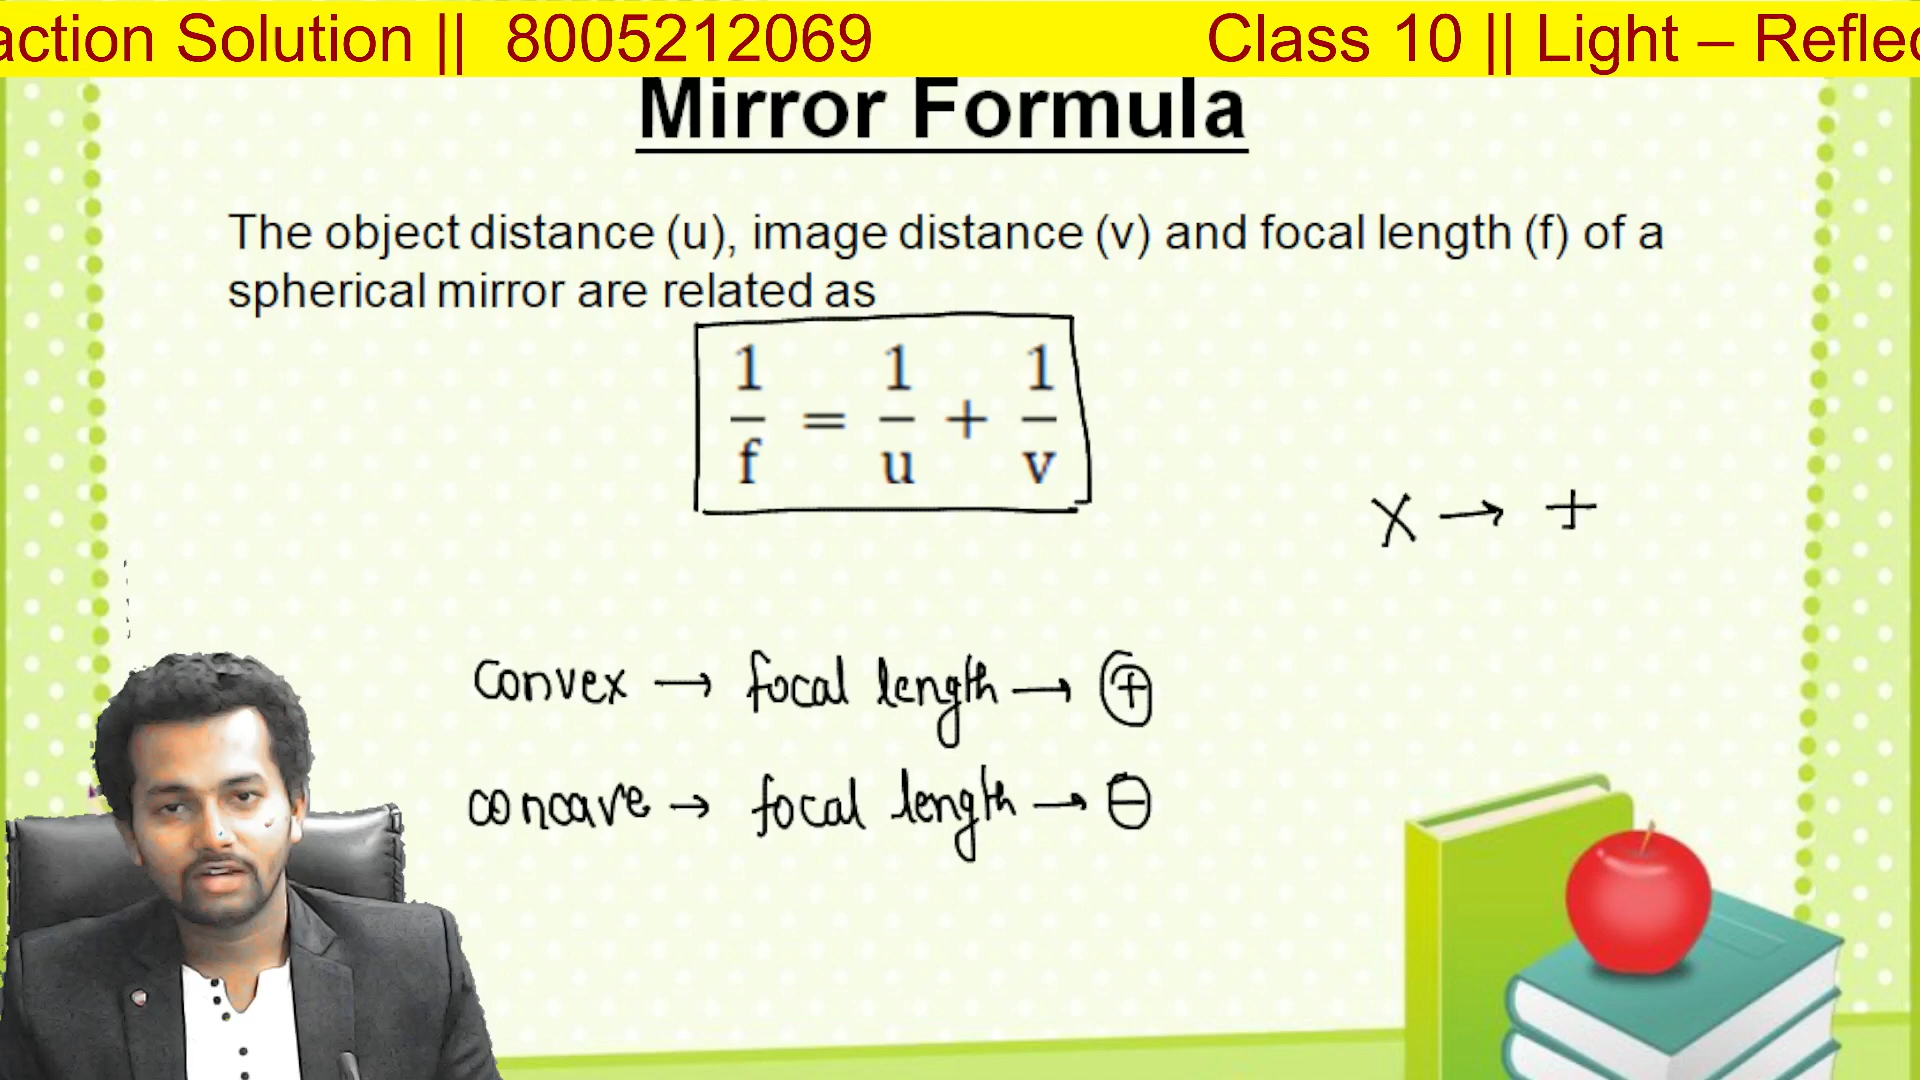 action Solution || 8005212069 Class 10 || Light – Reflec
Mirror Formula
The object distance (u), image distance (v) and focal length (f) of a
spherical mirror are related as
1/f = 1/u + 1/v
X → +
convex → focal length → ⊕
concave → focal length → ⊖